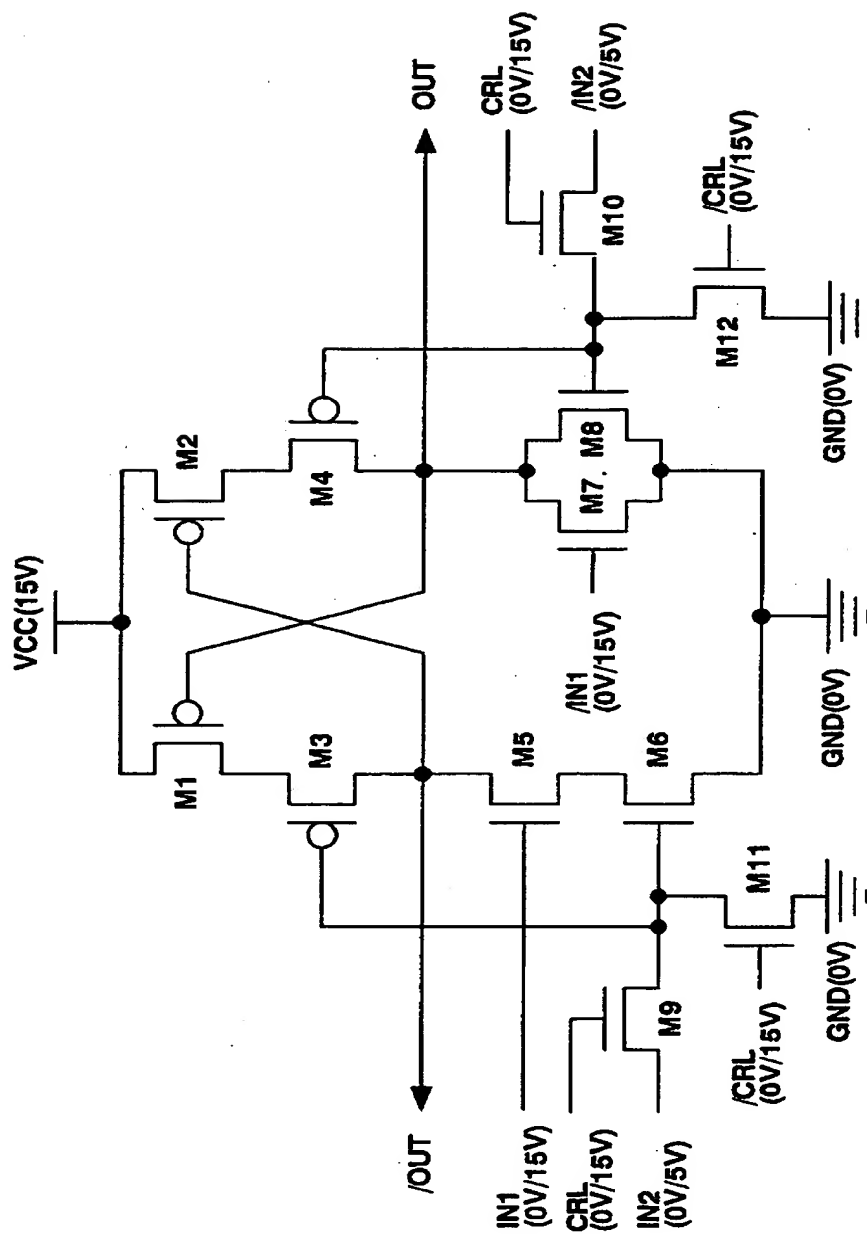 VCC(15V)
M1
M2
M3
M4
/OUT
OUT
IN1
(0V/15V)
M5
/IN1
(0V/15V)
M7
M8
CRL
(0V/15V)
/IN2
(0V/5V)
M10
CRL
(0V/15V)
IN2
(0V/5V)
M9
M6
/CRL
(0V/15V)
M11
GND(0V)
GND(0V)
M12
/CRL
(0V/15V)
GND(0V)